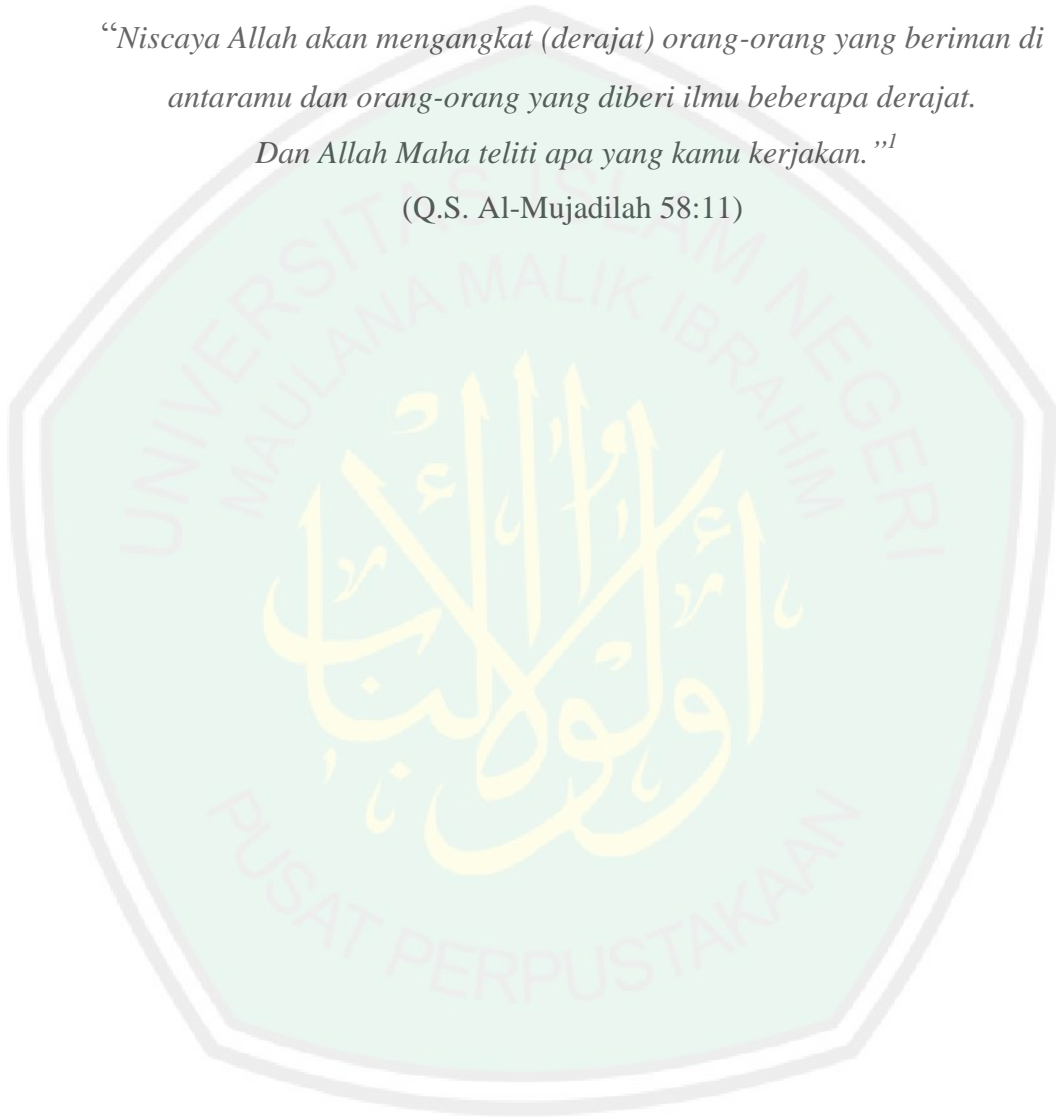 “Niscaya Allah akan mengangkat (derajat) orang-orang yang beriman di
antaramu dan orang-orang yang diberi ilmu beberapa derajat.
Dan Allah Maha teliti apa yang kamu kerjakan.”1
(Q.S. Al-Mujadilah 58:11)
UNIVERSITAS ISLAM NEGERI
MAULANA MALIK IBRAHIM
أولوا الألباب
PUSAT PERPUSTAKAAN